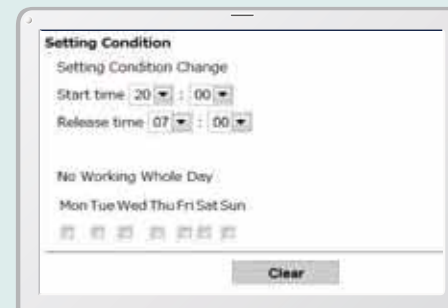 Setting Condition
Setting Condition Change
Start time 20 : 00
Release time 07 : 00
No Working Whole Day
Mon Tue Wed Thu Fri Sat Sun
Clear